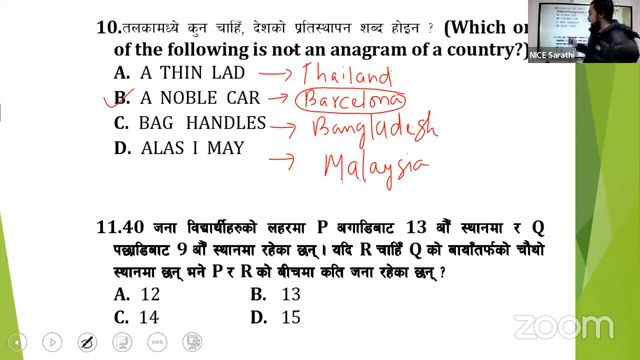 10. तलकामध्ये कुन चाहिँ, देशको प्रतिस्थापन शब्द होइन ? (Which on
of the following is not an anagram of a country?)
A. A THIN LAD → Thailand
B. A NOBLE CAR → Barcelona
C. BAG HANDLES → Bangladesh
D. ALAS I MAY → Malaysia
11. 40 जना विद्यार्थीहरुको लहरमा P अगाडिबाट 13 औँ स्थानमा र Q
पछाडिबाट 9 औँ स्थानमा रहेका छन् । यदि R चाहिँ Q को बायाँतर्फको चौथो
स्थानमा छन् भने P र R को बीचमा कति जना रहेका छन् ?
A. 12 B. 13
C. 14 D. 15
NICE Sarathi
zoom